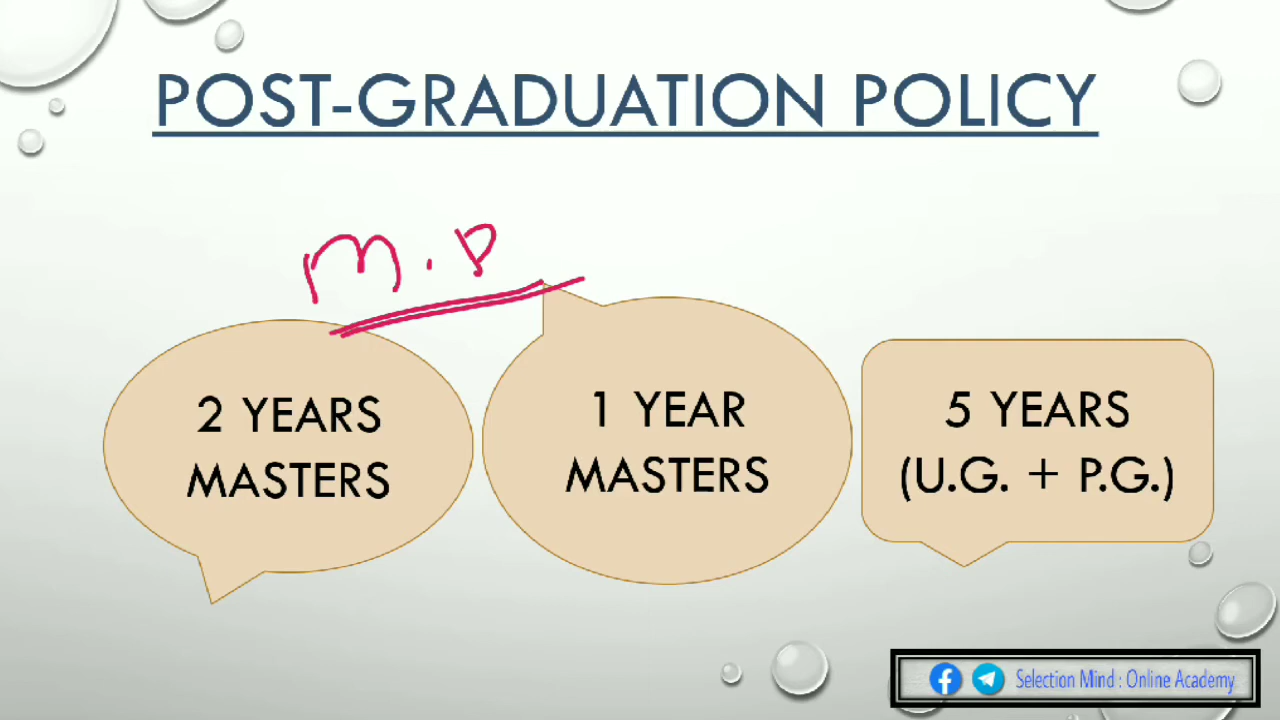 POST-GRADUATION POLICY
M.P
2 YEARS
MASTERS
1 YEAR
MASTERS
5 YEARS
(U.G. + P.G.)
Selection Mind : Online Academy